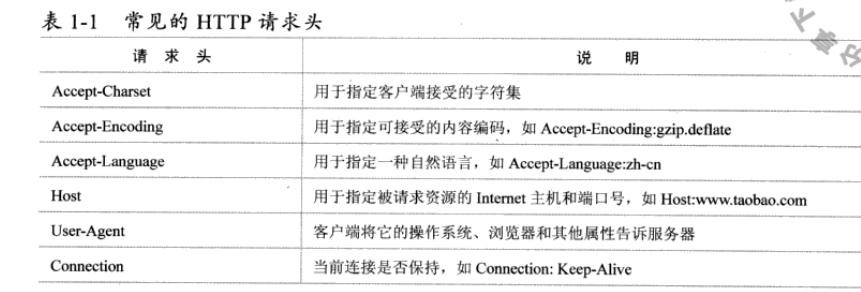 表 1-1 常见的 HTTP 请求头
请 求 头 说 明
Accept-Charset 用于指定客户端接受的字符集
Accept-Encoding 用于指定可接受的内容编码，如 Accept-Encoding:gzip.deflate
Accept-Language 用于指定一种自然语言，如 Accept-Language:zh-cn
Host 用于指定被请求资源的 Internet 主机和端口号，如 Host:www.taobao.com
User-Agent 客户端将它的操作系统、浏览器和其他属性告诉服务器
Connection 当前连接是否保持，如 Connection: Keep-Alive
分享下